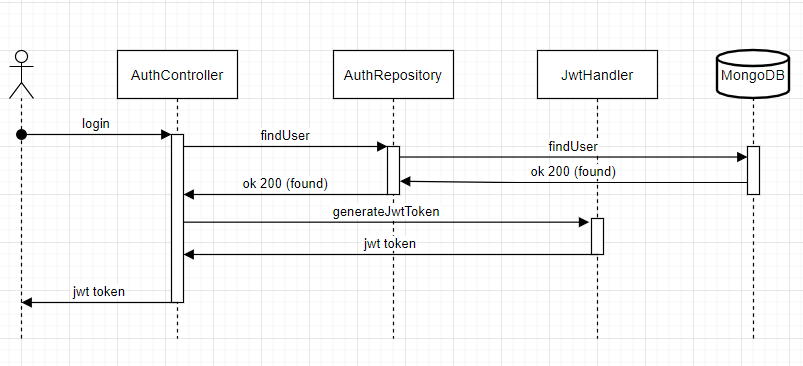 AuthController
AuthRepository
JwtHandler
MongoDB
login
findUser
findUser
ok 200 (found)
ok 200 (found)
generateJwtToken
jwt token
jwt token